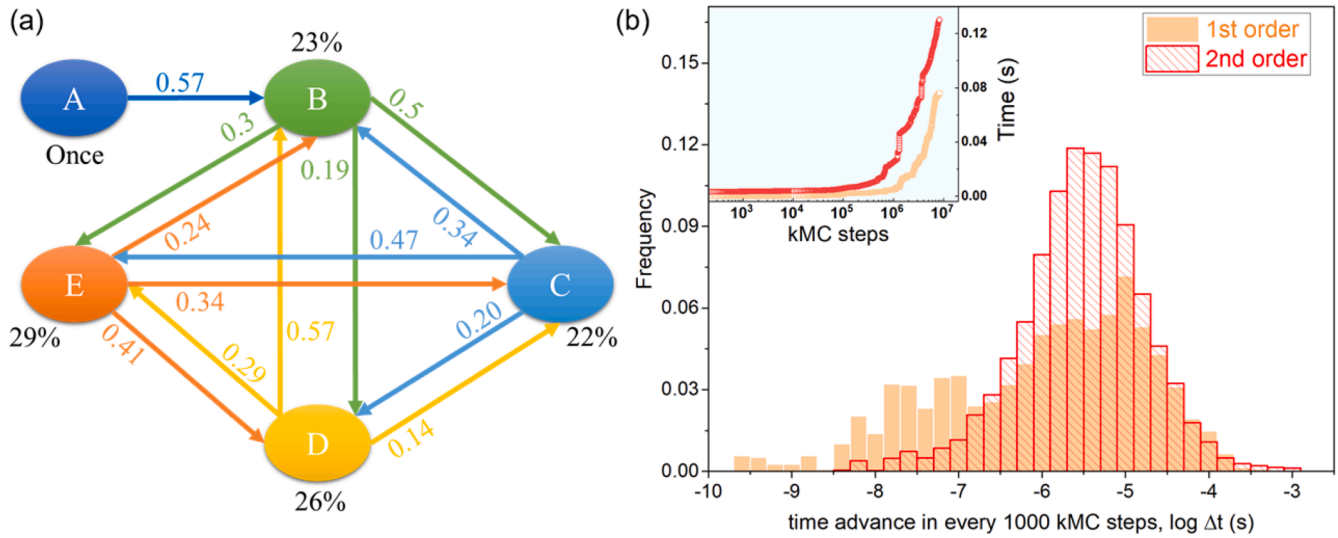 (a)
23%
A
0.57
B
Once
0.3
0.5
0.19
0.24
0.34
0.47
E
C
0.34
29%
0.20
22%
0.41
0.57
0.29
D
0.14
26%
(b)
1st order
2nd order
0.15
0.12
0.09
0.06
0.03
0.00
Frequency
-10 -9 -8 -7 -6 -5 -4 -3
time advance in every 1000 kMC steps, log Δt (s)
0.12
0.08
0.04
0.00
Time (s)
10³ 10⁴ 10⁵ 10⁶ 10⁷
kMC steps